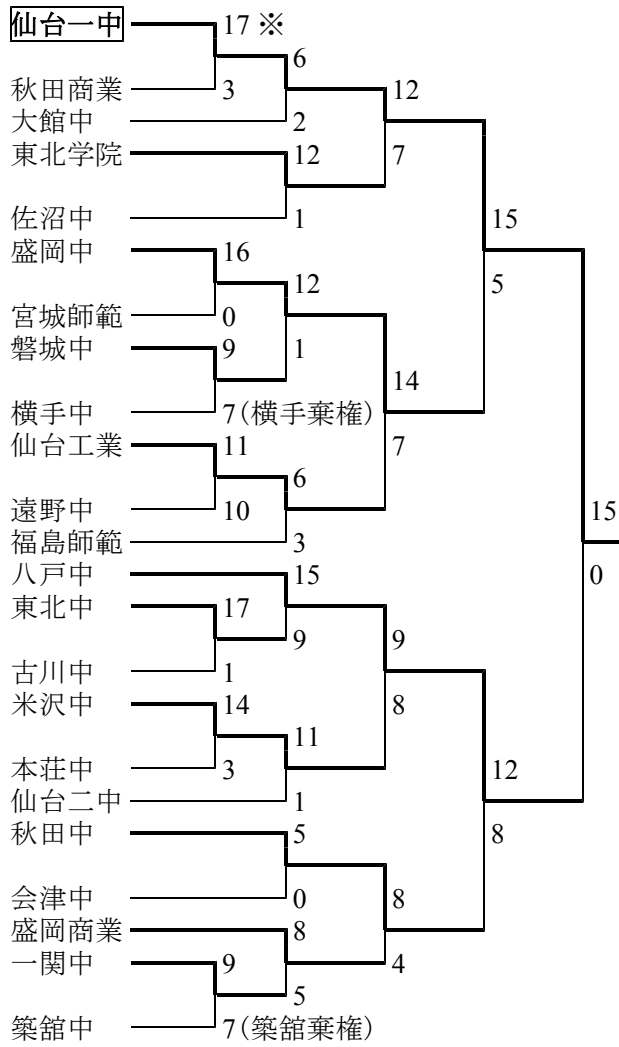 仙台一中 17 ※
6
秋田商業 3 12
大館中 2
東北学院 12 7
佐沼中 1 15
盛岡中 16
12 5
宮城師範 0
磐城中 9 1
14
横手中 7(横手棄権)
仙台工業 11 7
6
遠野中 10 15
福島師範 3
八戸中 15 0
東北中 17
9 9
古川中 1
米沢中 14 8
11
本荘中 3 12
仙台二中 1
秋田中 5 8
会津中 0 8
盛岡商業 8
一関中 9 4
5
築舘中 7(築舘棄権)